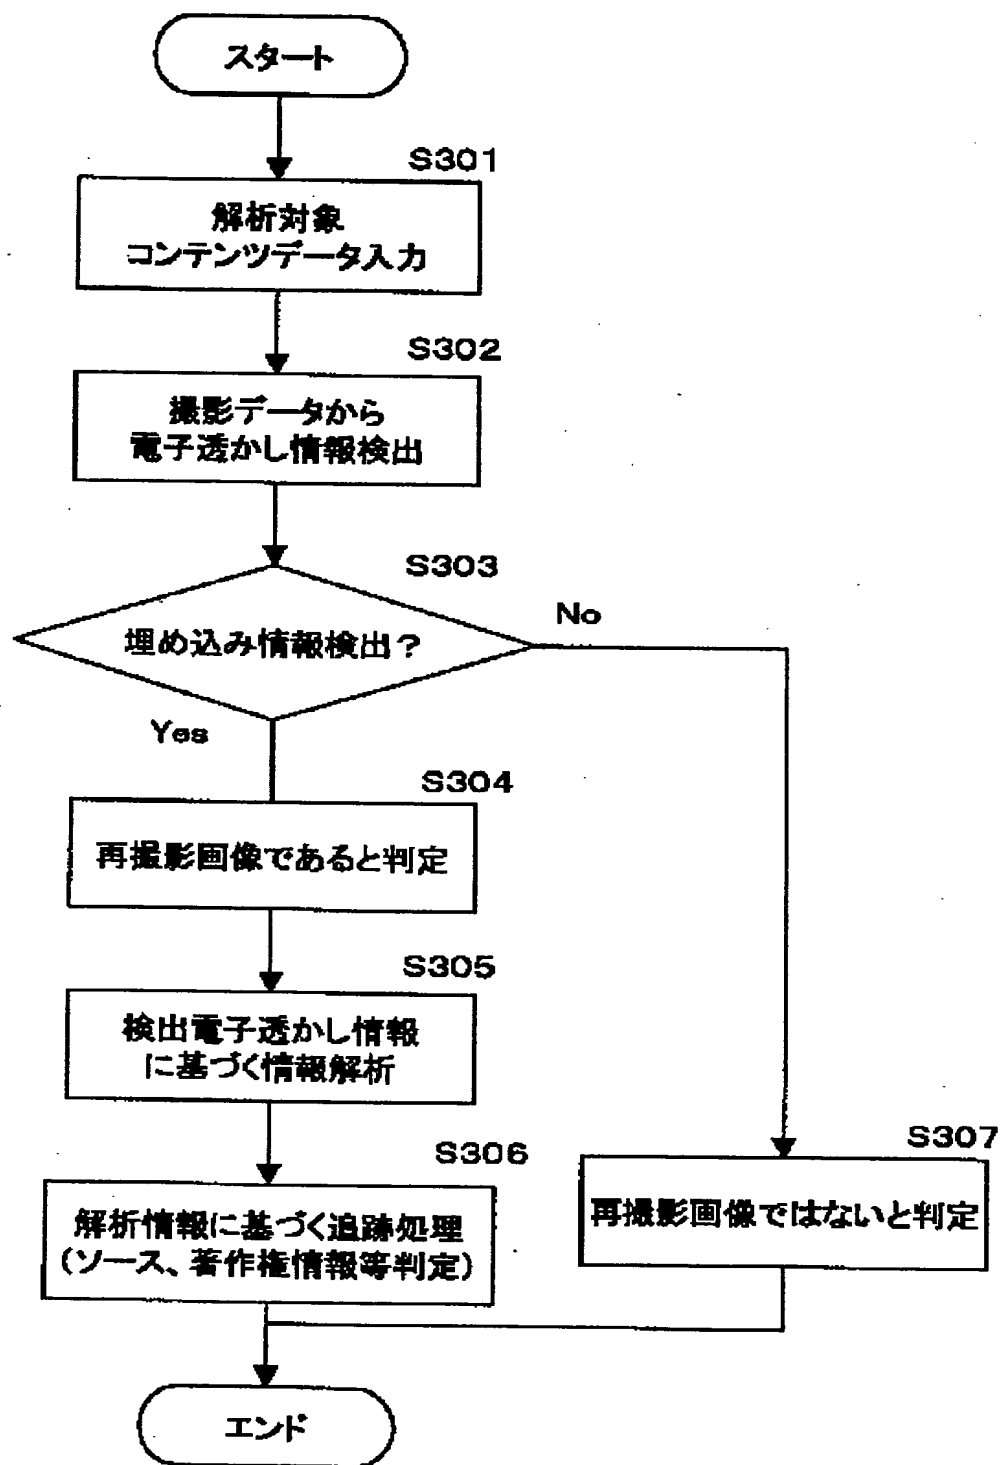 スタート
S301
解析対象
コンテンツデータ入力
S302
撮影データから
電子透かし情報検出
S303
埋め込み情報検出？
No
Yes
S304
再撮影画像であると判定
S305
検出電子透かし情報
に基づく情報解析
S306
解析情報に基づく追跡処理
（ソース、著作権情報等判定）
S307
再撮影画像ではないと判定
エンド